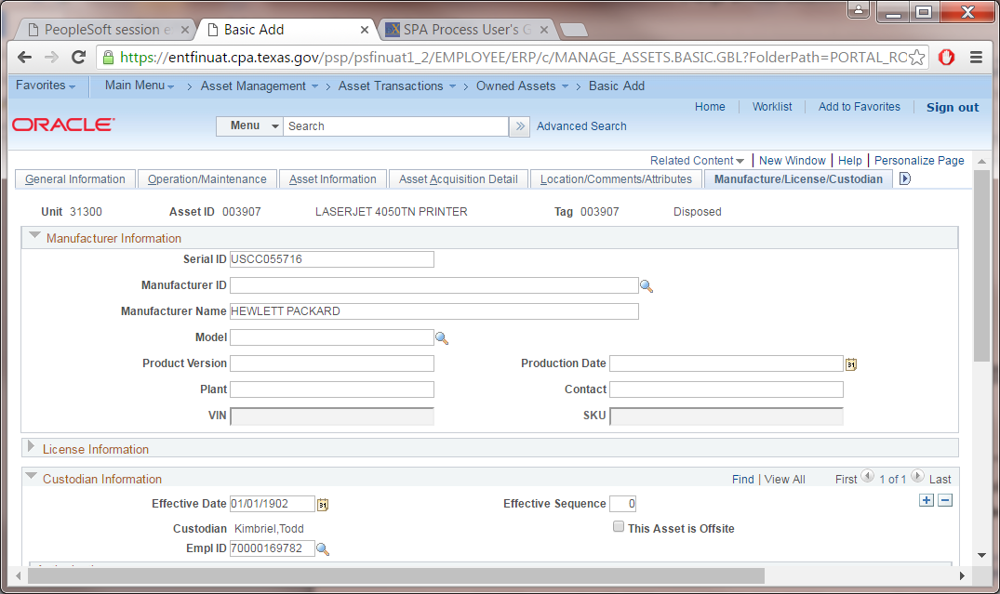 PeopleSoft session e
Basic Add
SPA Process User's G
https://entfinuat.cpa.texas.gov/psp/psfinuat1_2/EMPLOYEE/ERP/c/MANAGE_ASSETS.BASIC.GBL?FolderPath=PORTAL_RO
Favorites Main Menu > Asset Management > Asset Transactions > Owned Assets > Basic Add
Home Worklist Add to Favorites Sign out
ORACLE
Menu Search » Advanced Search
Related Content New Window Help Personalize Page
General Information Operation/Maintenance Asset Information Asset Acquisition Detail Location/Comments/Attributes Manufacture/License/Custodian
Unit 31300 Asset ID 003907 LASERJET 4050TN PRINTER Tag 003907 Disposed
Manufacturer Information
Serial ID USCC055716
Manufacturer ID
Manufacturer Name HEWLETT PACKARD
Model
Product Version Production Date 31
Plant Contact
VIN SKU
License Information
Custodian Information Find | View All First 1 of 1 Last
Effective Date 01/01/1902 31 Effective Sequence 0
Custodian Kimbriel,Todd This Asset is Offsite
Empl ID 70000169782